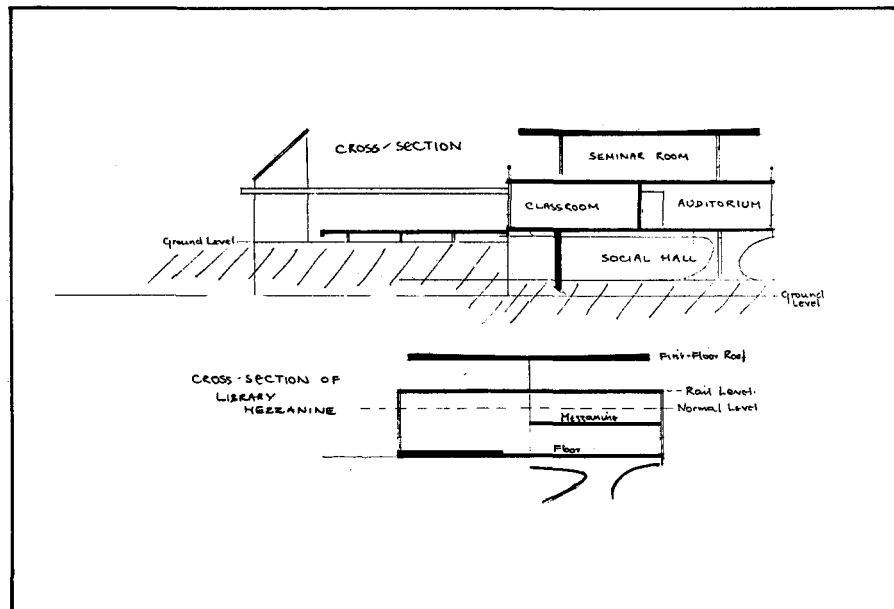 CROSS-SECTION
SEMINAR ROOM
CLASSROOM
AUDITORIUM
Ground Level
SOCIAL HALL
Ground
Level
First-Floor Roof
CROSS-SECTION OF
LIBRARY
MEZZANINE
Rail Level
Normal Level
Mezzanine
Floor